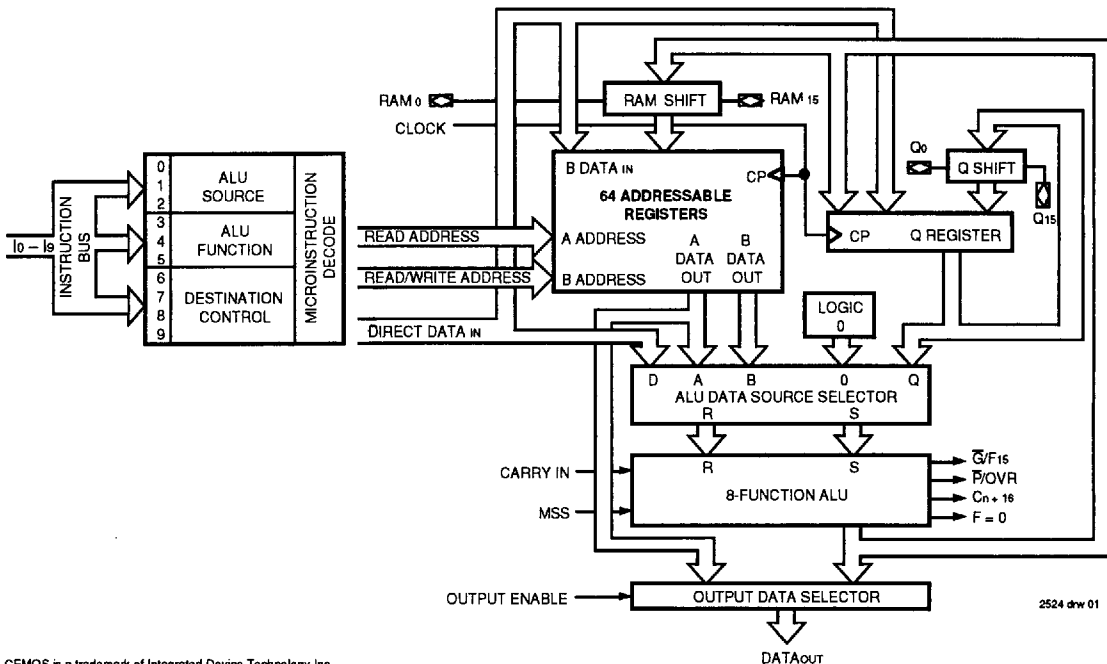 RAM 0
RAM SHIFT
RAM 15
CLOCK
B DATA IN
CP
64 ADDRESSABLE
REGISTERS
A ADDRESS
B ADDRESS
A
DATA
OUT
B
DATA
OUT
Q0
Q SHIFT
Q15
CP
Q REGISTER
I0 – I9
INSTRUCTION
BUS
0
1
2
ALU
SOURCE
3
4
5
ALU
FUNCTION
6
7
8
9
DESTINATION
CONTROL
MICROINSTRUCTION
DECODE
READ ADDRESS
READ/WRITE ADDRESS
DIRECT DATA IN
LOGIC
0
D A B 0 Q
ALU DATA SOURCE SELECTOR
R S
R S
8-FUNCTION ALU
CARRY IN
MSS
G̅/F15
P̅/OVR
Cn + 16
F = 0
OUTPUT ENABLE
OUTPUT DATA SELECTOR
DATAOUT
2524 drw 01
CEMOS is a trademark of Integrated Device Technology Inc